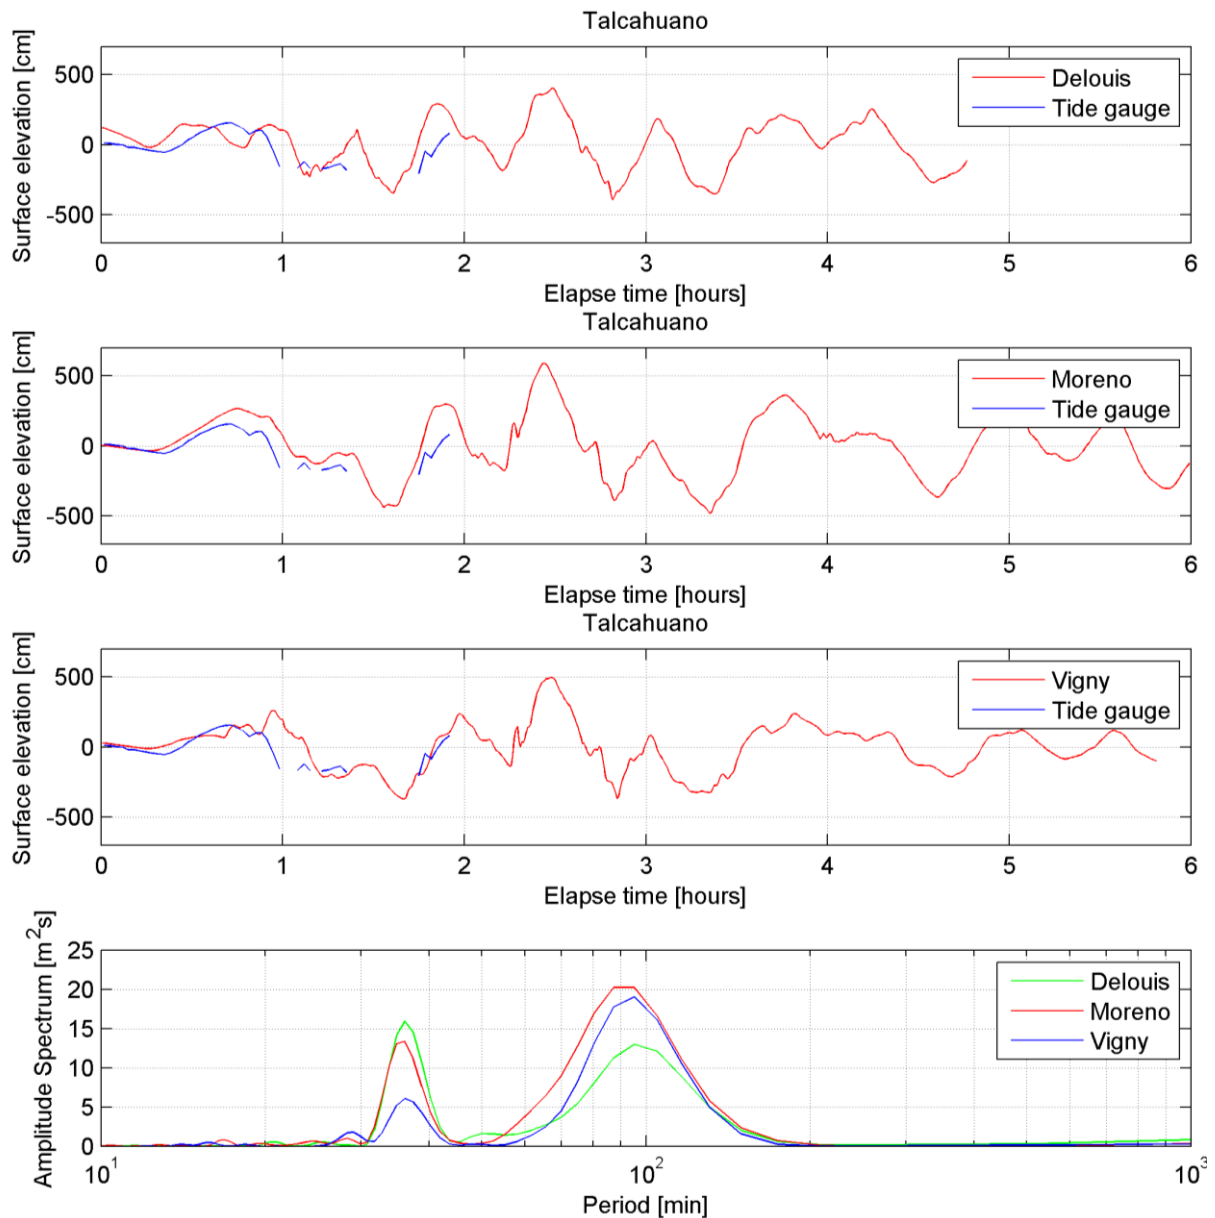 Talcahuano
Surface elevation [cm]
500
0
-500
Delouis
Tide gauge
0 1 2 3 4 5 6
Elapse time [hours]
Talcahuano
Surface elevation [cm]
500
0
-500
Moreno
Tide gauge
0 1 2 3 4 5 6
Elapse time [hours]
Talcahuano
Surface elevation [cm]
500
0
-500
Vigny
Tide gauge
0 1 2 3 4 5 6
Elapse time [hours]
Amplitude Spectrum [m²s]
25
20
15
10
5
0
Delouis
Moreno
Vigny
10¹ 10² 10³
Period [min]